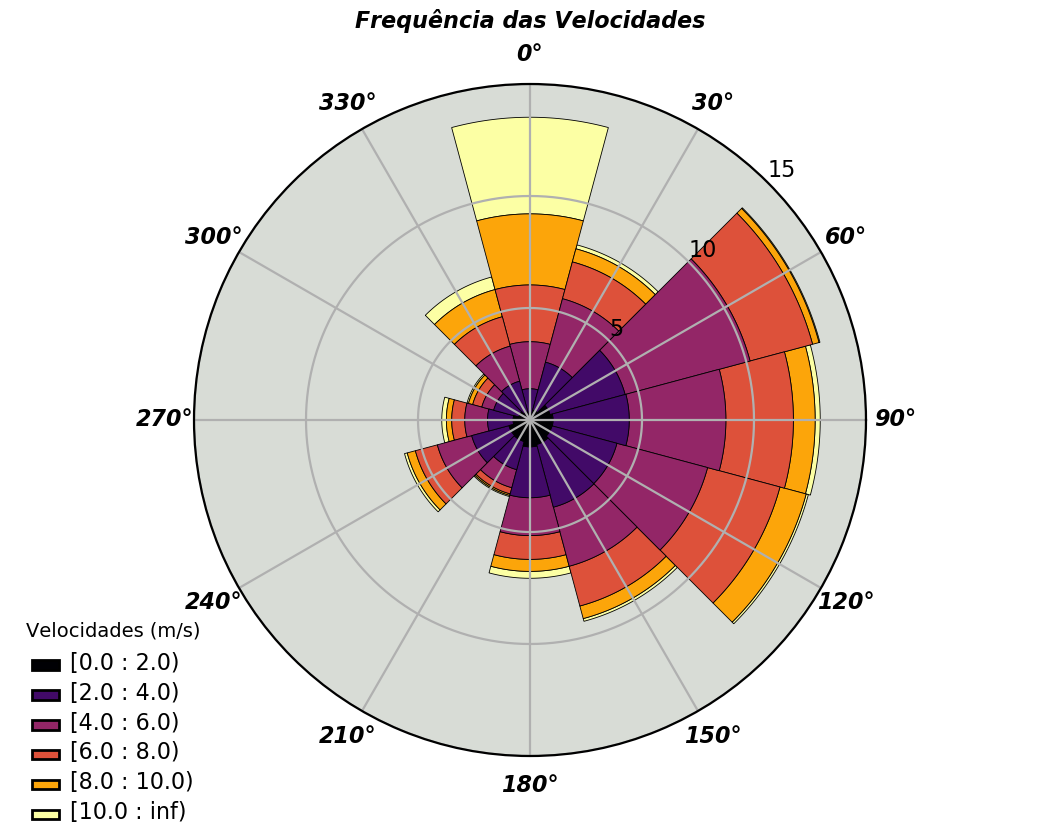 Frequência das Velocidades
0°
330°
30°
15
300°
60°
10
5
270°
90°
240°
120°
210°
150°
180°
Velocidades (m/s)
[0.0 : 2.0)
[2.0 : 4.0)
[4.0 : 6.0)
[6.0 : 8.0)
[8.0 : 10.0)
[10.0 : inf)